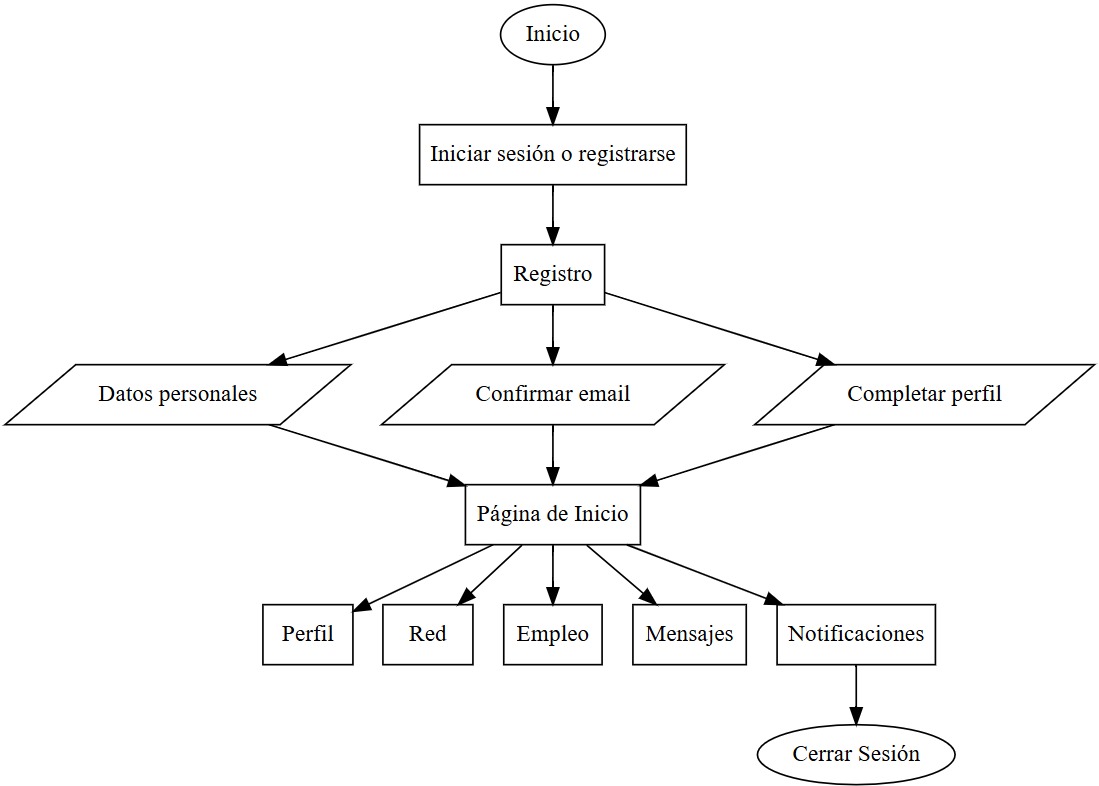 Inicio
Iniciar sesión o registrarse
Registro
Datos personales
Confirmar email
Completar perfil
Página de Inicio
Perfil
Red
Empleo
Mensajes
Notificaciones
Cerrar Sesión